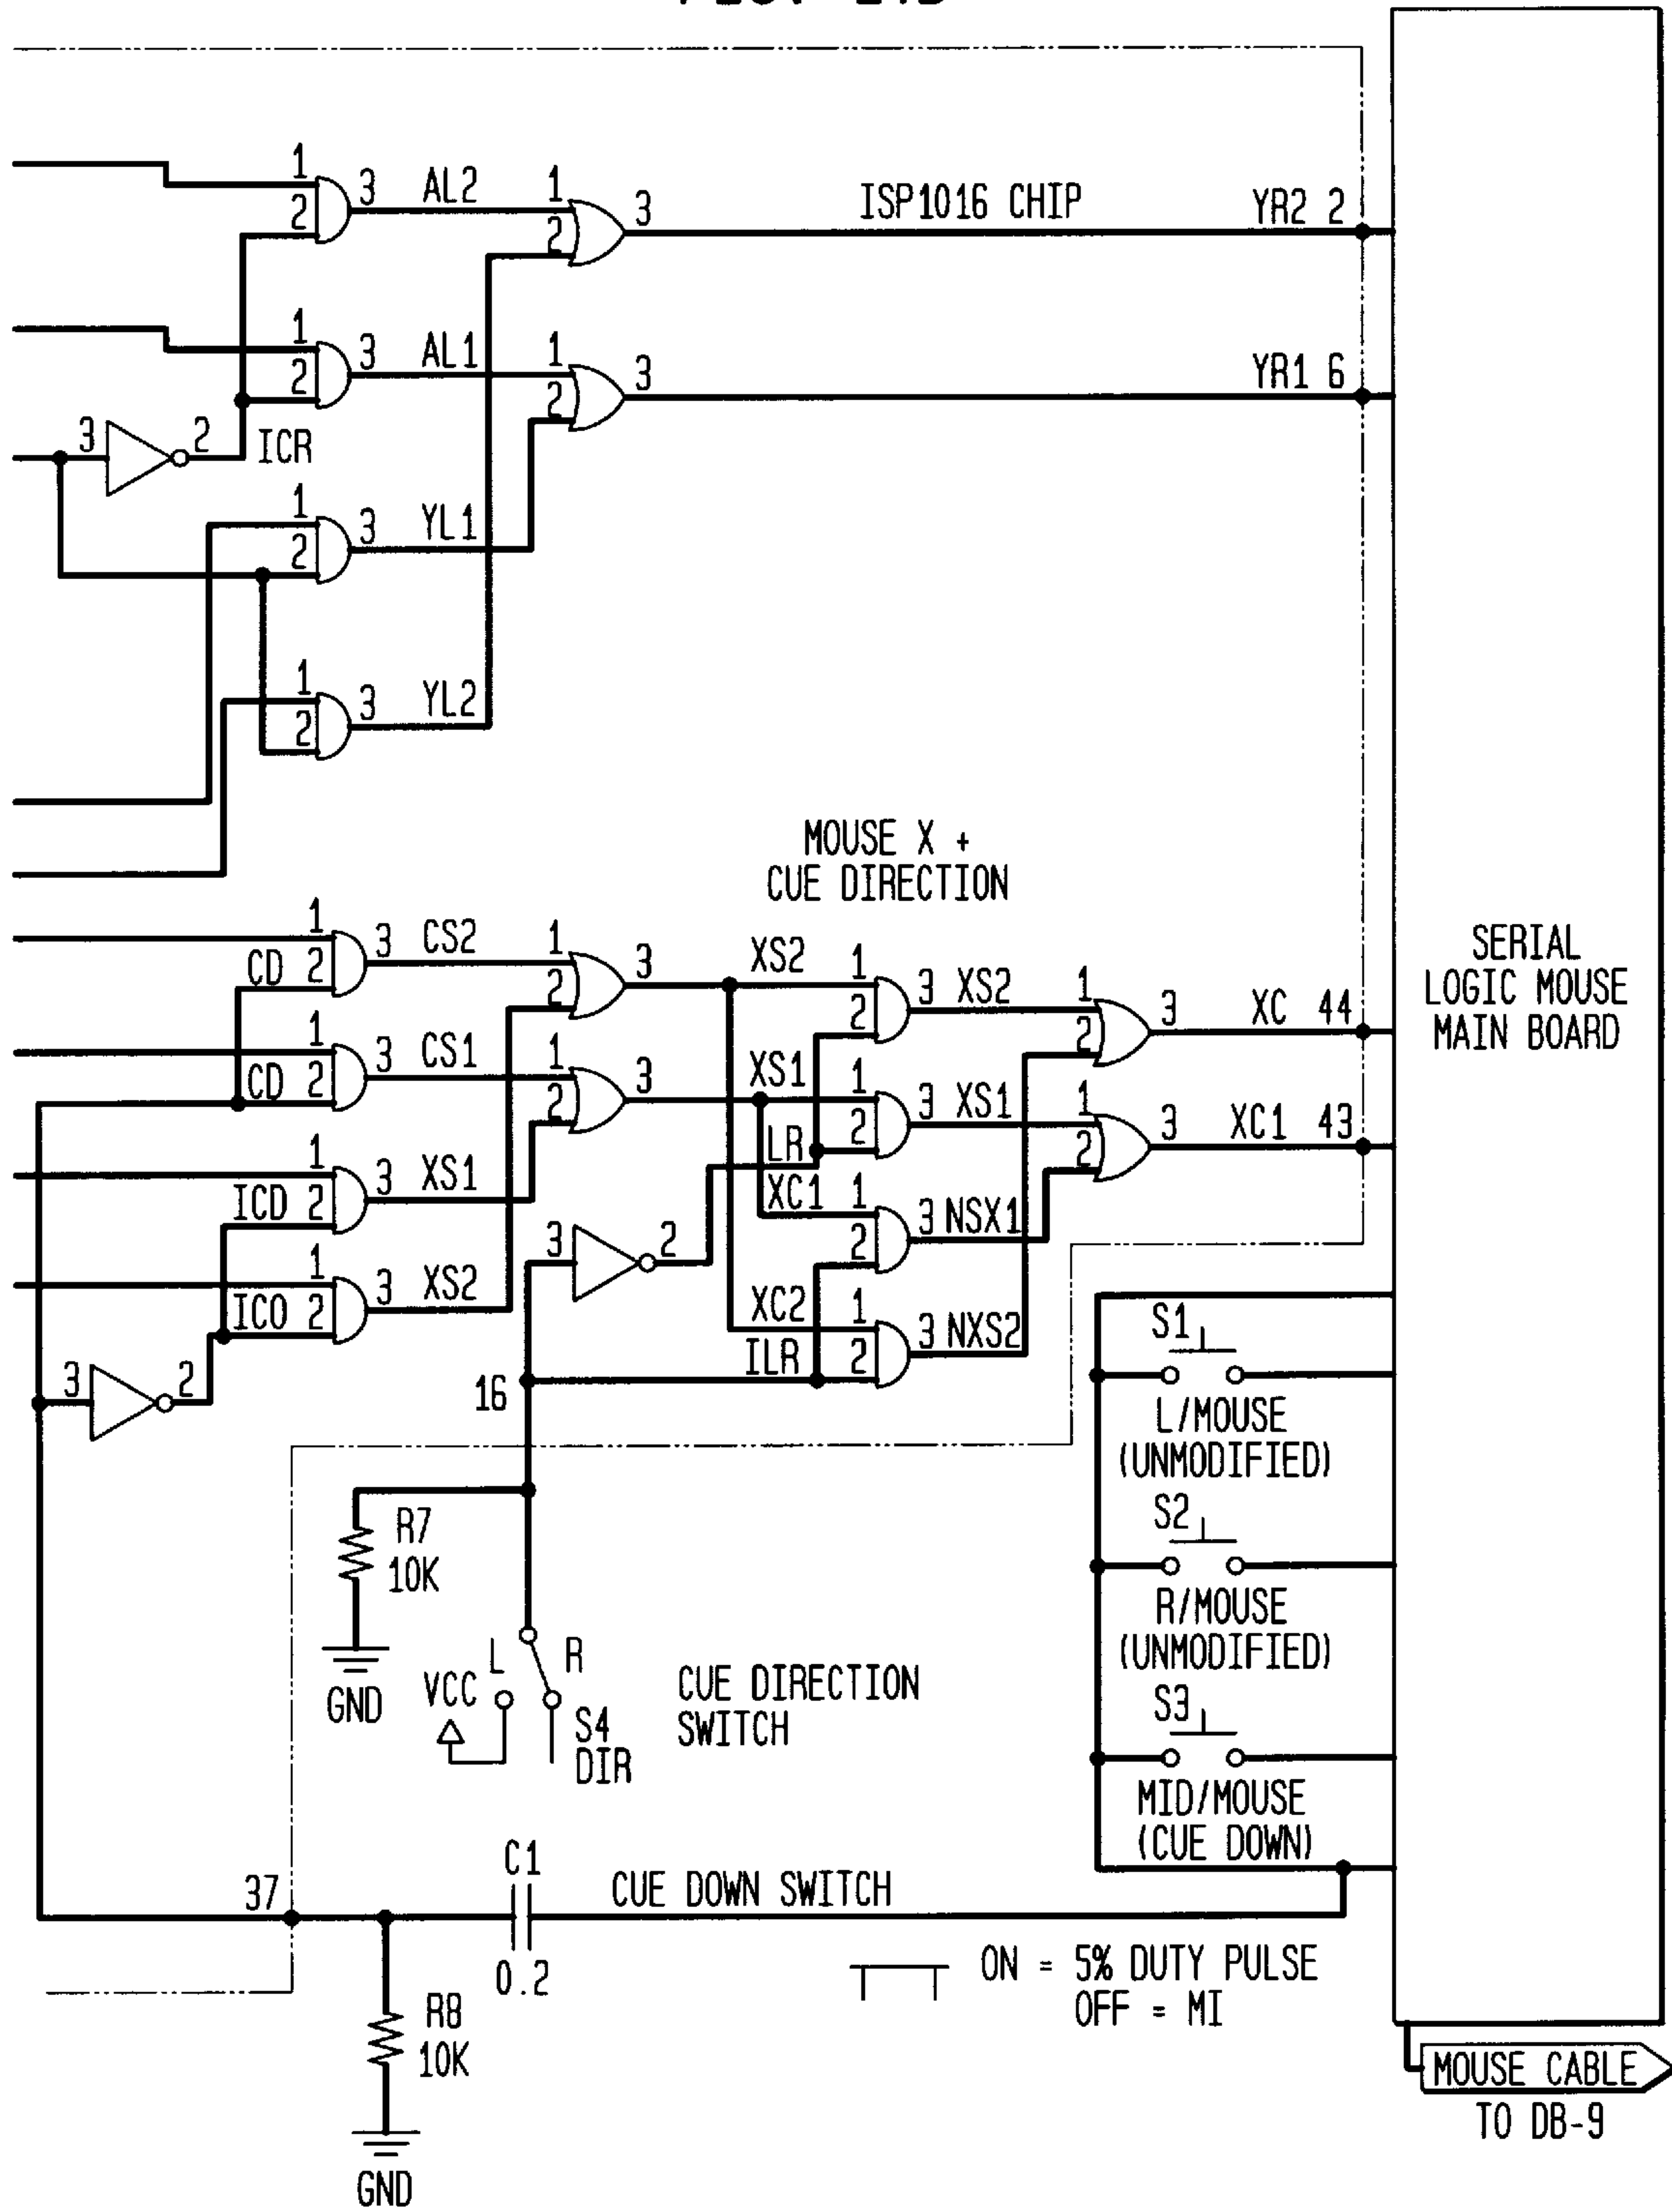 1
2
3
AL2
1
2
3
ISP1016 CHIP
YR2 2
1
2
3
AL1
1
2
3
YR1 6
3
2
ICR
1
2
3
YL1
1
2
3
YL2
MOUSE X +
CUE DIRECTION
1
CD 2
3
CS2
1
2
3
XS2
1
2
3
XS2
1
2
3
XC 44
SERIAL
LOGIC MOUSE
MAIN BOARD
1
CD 2
3
CS1
1
2
3
XS1
1
LR
2
3
XS1
1
2
3
XC1 43
1
ICD 2
3
XS1
XC1
1
2
3
NSX1
3
2
1
ICO 2
3
XS2
XC2
1
ILR
2
3
NXS2
3
2
16
S1
L/MOUSE
(UNMODIFIED)
R7
10K
GND
S2
R/MOUSE
(UNMODIFIED)
L
R
VCC
S4
DIR
CUE DIRECTION
SWITCH
S3
MID/MOUSE
(CUE DOWN)
37
C1
0.2
CUE DOWN SWITCH
ON = 5% DUTY PULSE
OFF = MI
R8
10K
GND
MOUSE CABLE
TO DB-9